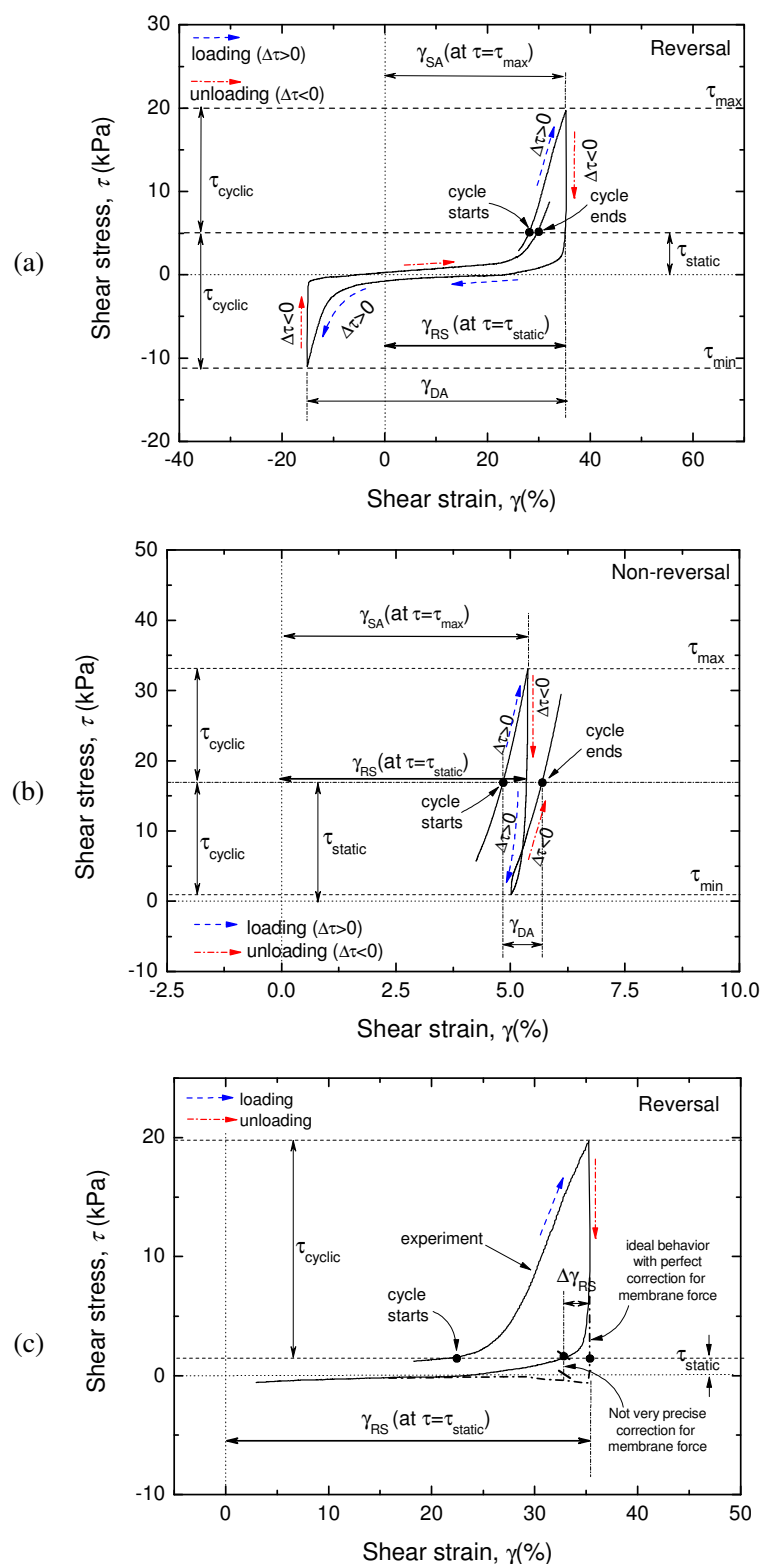 (a)
30
20
10
0
-10
-20
-40
-20
0
20
40
60
Shear stress, τ (kPa)
Shear strain, γ(%)
loading (Δτ>0)
unloading (Δτ<0)
Reversal
γSA(at τ=τmax)
τmax
τcyclic
Δτ>0
Δτ<0
cycle
starts
cycle
ends
τstatic
τcyclic
Δτ<0
Δτ>0
γRS (at τ=τstatic)
τmin
γDA
(b)
50
40
30
20
10
0
-10
-2.5
0.0
2.5
5.0
7.5
10.0
Shear stress, τ (kPa)
Shear strain, γ(%)
Non-reversal
γSA(at τ=τmax)
τmax
τcyclic
Δτ>0
Δτ<0
cycle
ends
γRS(at τ=τstatic)
cycle
starts
τcyclic
τstatic
Δτ>0
Δτ<0
τmin
loading (Δτ>0)
unloading (Δτ<0)
γDA
(c)
20
10
0
-10
0
10
20
30
40
50
Shear stress, τ (kPa)
Shear strain, γ(%)
loading
unloading
Reversal
τcyclic
experiment
ideal behavior
with perfect
correction for
membrane force
ΔγRS
cycle
starts
τstatic
Not very precise
correction for
membrane force
γRS (at τ=τstatic)